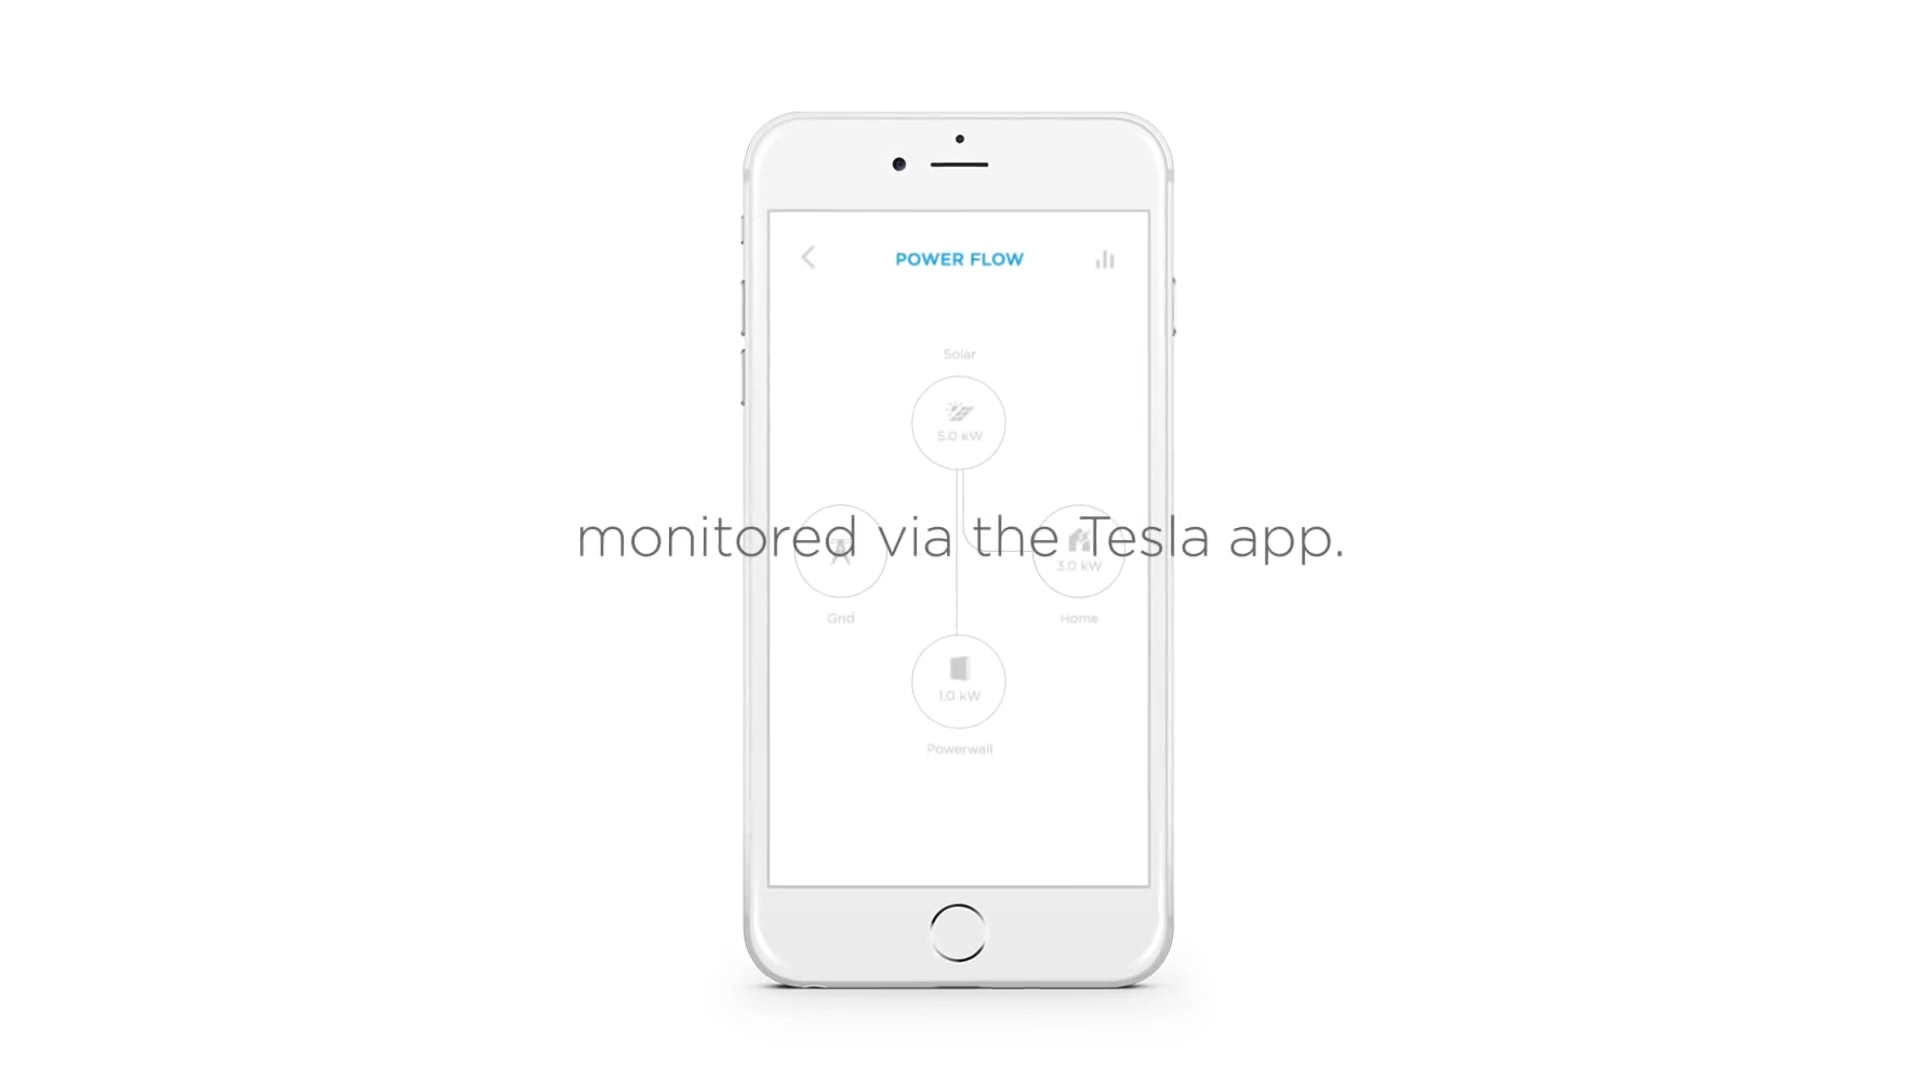 POWER FLOW
Solar
5.0 kW
monitored via the Tesla app.
3.0 kW
Grid
Home
1.0 kW
Powerwall